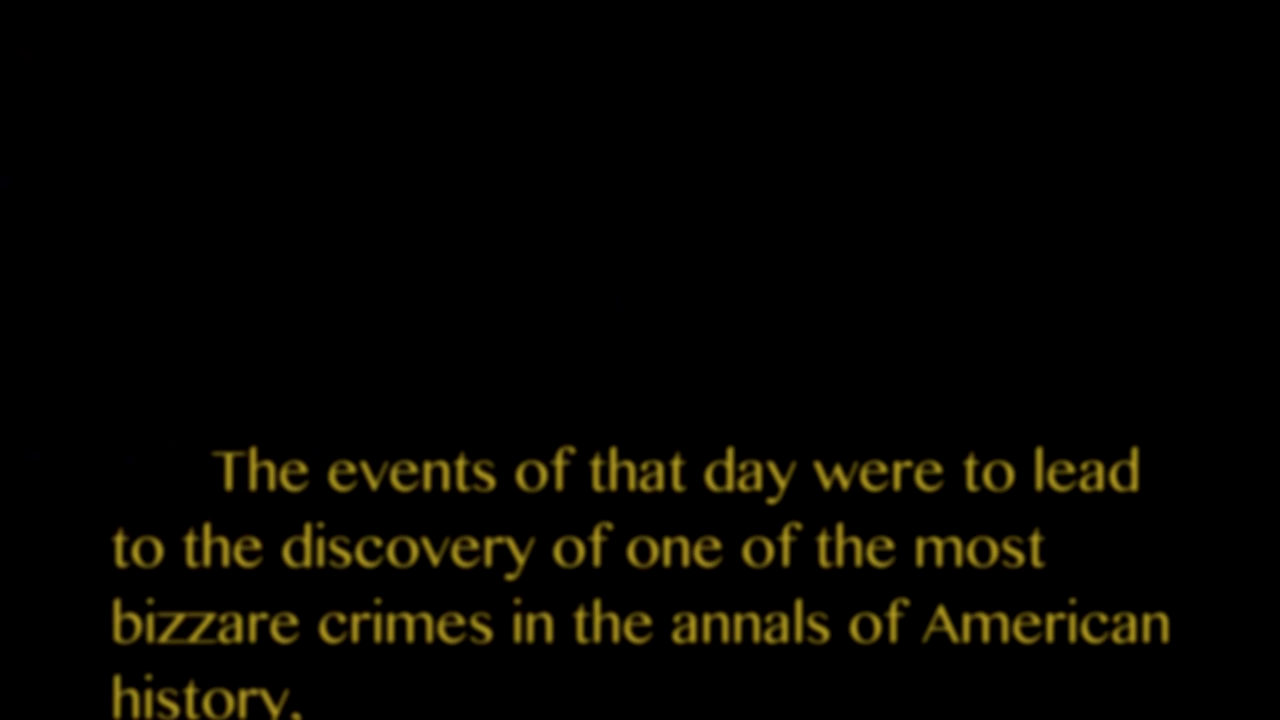 The events of that day were to lead
to the discovery of one of the most
bizzare crimes in the annals of American
history,